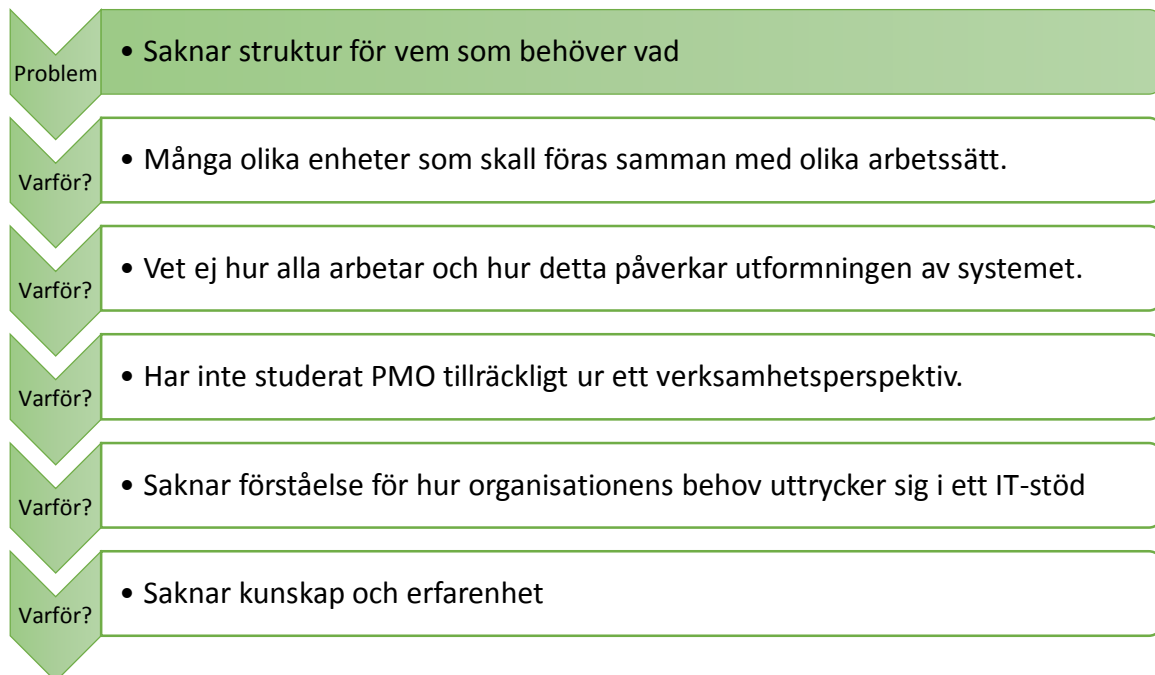 Problem
• Saknar struktur för vem som behöver vad
Varför?
• Många olika enheter som skall föras samman med olika arbetssätt.
Varför?
• Vet ej hur alla arbetar och hur detta påverkar utformningen av systemet.
Varför?
• Har inte studerat PMO tillräckligt ur ett verksamhetsperspektiv.
Varför?
• Saknar förståelse för hur organisationens behov uttrycker sig i ett IT-stöd
Varför?
• Saknar kunskap och erfarenhet